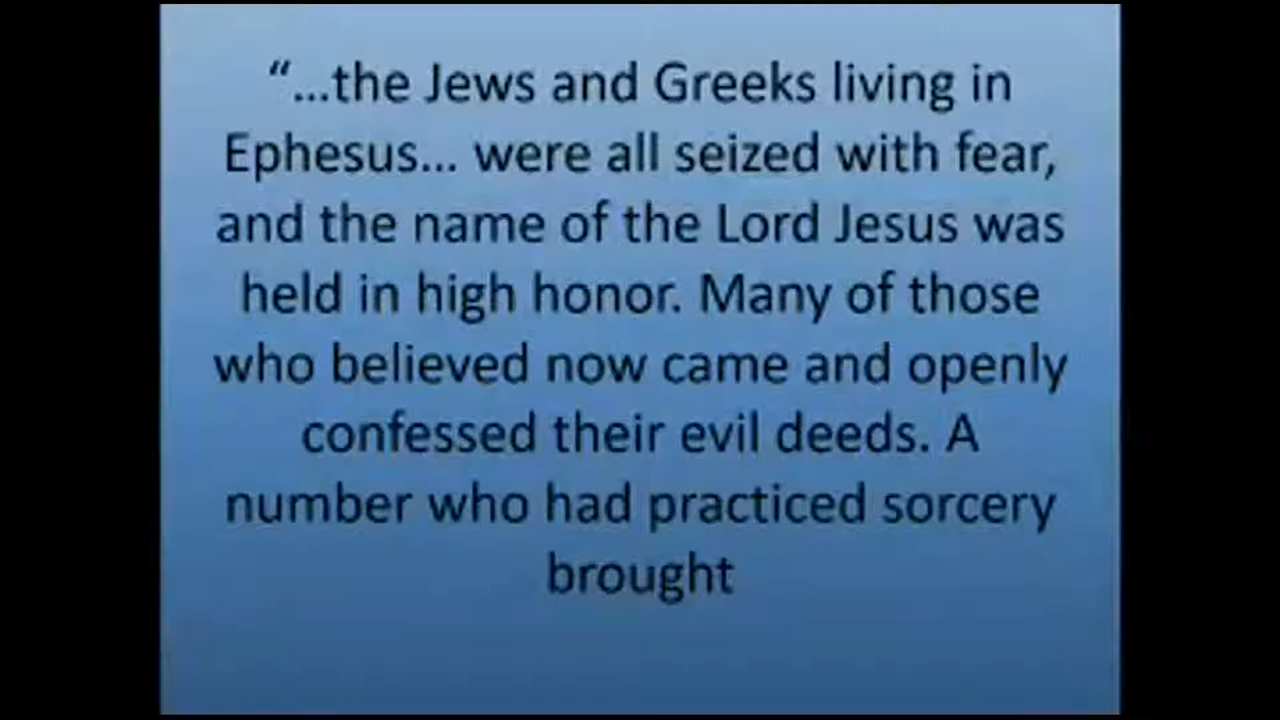 “...the Jews and Greeks living in
Ephesus... were all seized with fear,
and the name of the Lord Jesus was
held in high honor. Many of those
who believed now came and openly
confessed their evil deeds. A
number who had practiced sorcery
brought